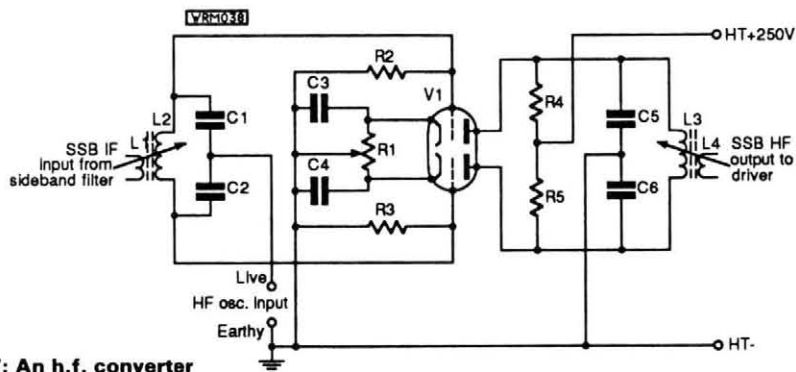 WRM038
HT+250V
R2
C3
V1
L2
C1
R4
C5
L3
L1
L4
SSB IF
input from
sideband filter
R1
SSB HF
output to
driver
C4
C2
R5
C6
R3
Live
HF osc. input
Earthy
HT-
: An h.f. converter